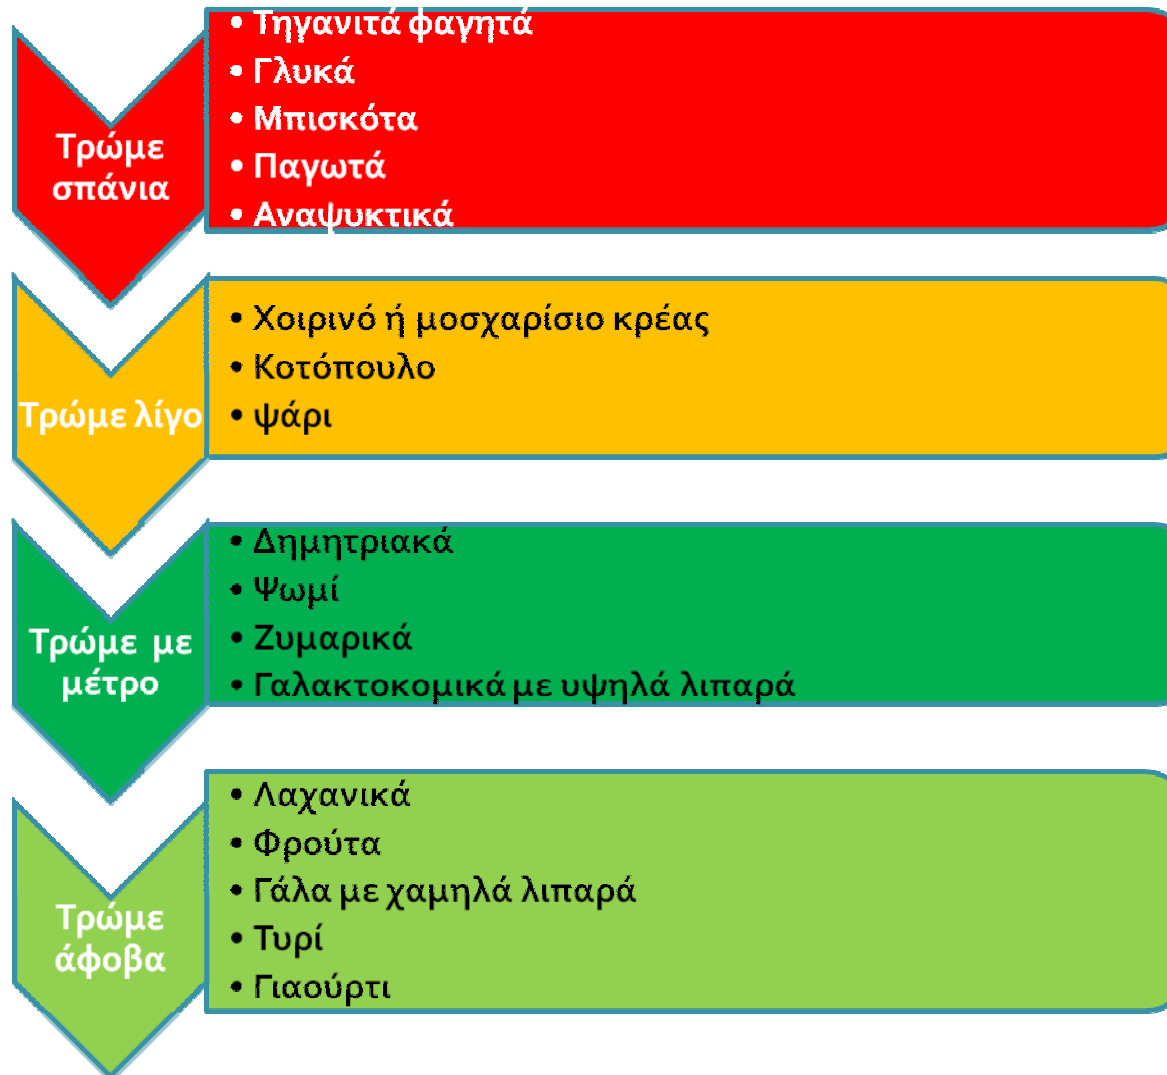 Τρώμε
σπάνια
• Τηγανιτά φαγητά
• Γλυκά
• Μπισκότα
• Παγωτά
• Αναψυκτικά
Τρώμε λίγο
• Χοιρινό ή μοσχαρίσιο κρέας
• Κοτόπουλο
• ψάρι
Τρώμε με
μέτρο
• Δημητριακά
• Ψωμί
• Ζυμαρικά
• Γαλακτοκομικά με υψηλά λιπαρά
Τρώμε
άφοβα
• Λαχανικά
• Φρούτα
• Γάλα με χαμηλά λιπαρά
• Τυρί
• Γιαούρτι